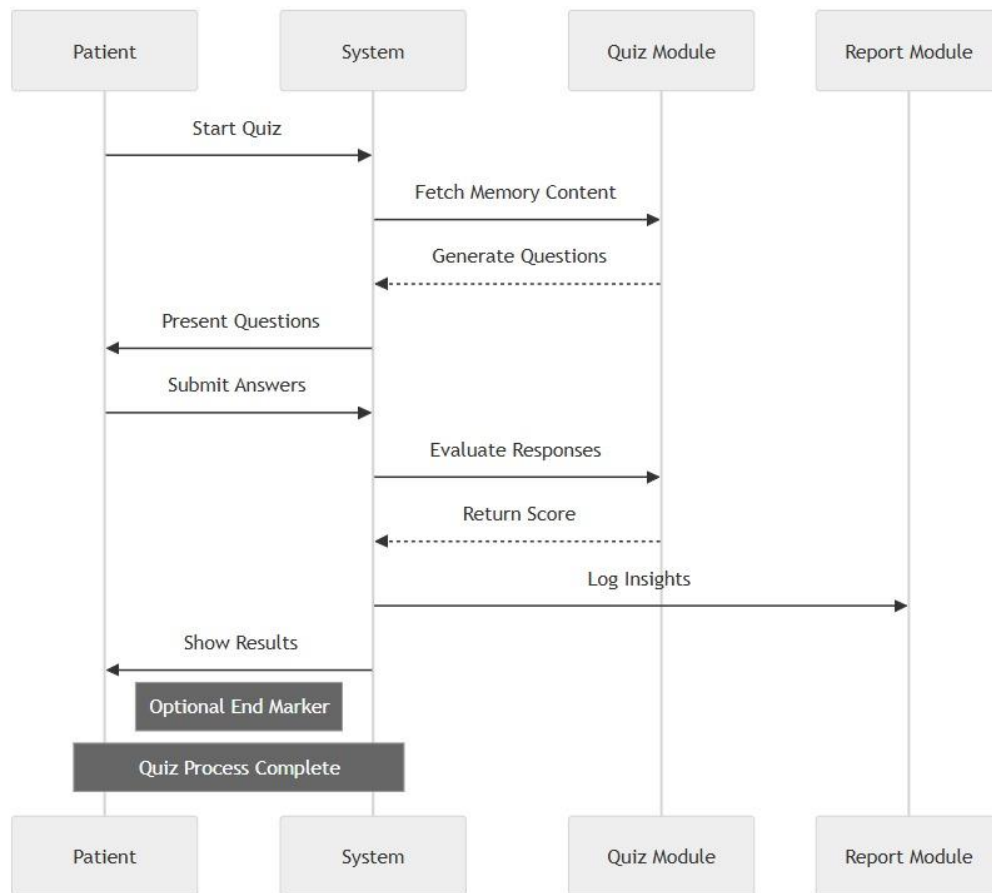 Patient System Quiz Module Report Module
Start Quiz
Fetch Memory Content
Generate Questions
Present Questions
Submit Answers
Evaluate Responses
Return Score
Log Insights
Show Results
Optional End Marker
Quiz Process Complete
Patient System Quiz Module Report Module